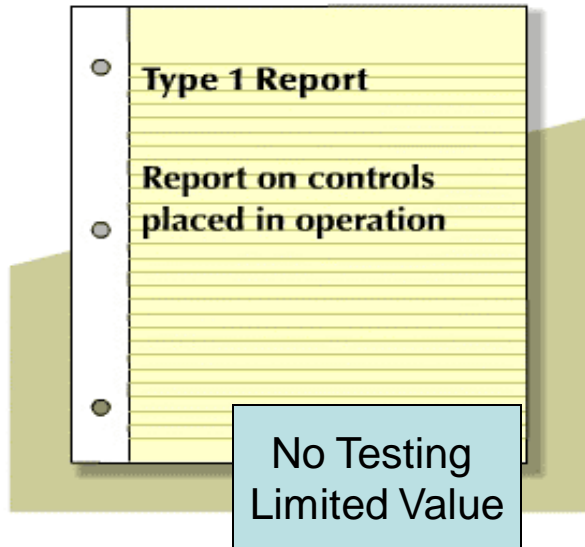 Type 1 Report
Report on controls
placed in operation
No Testing
Limited Value